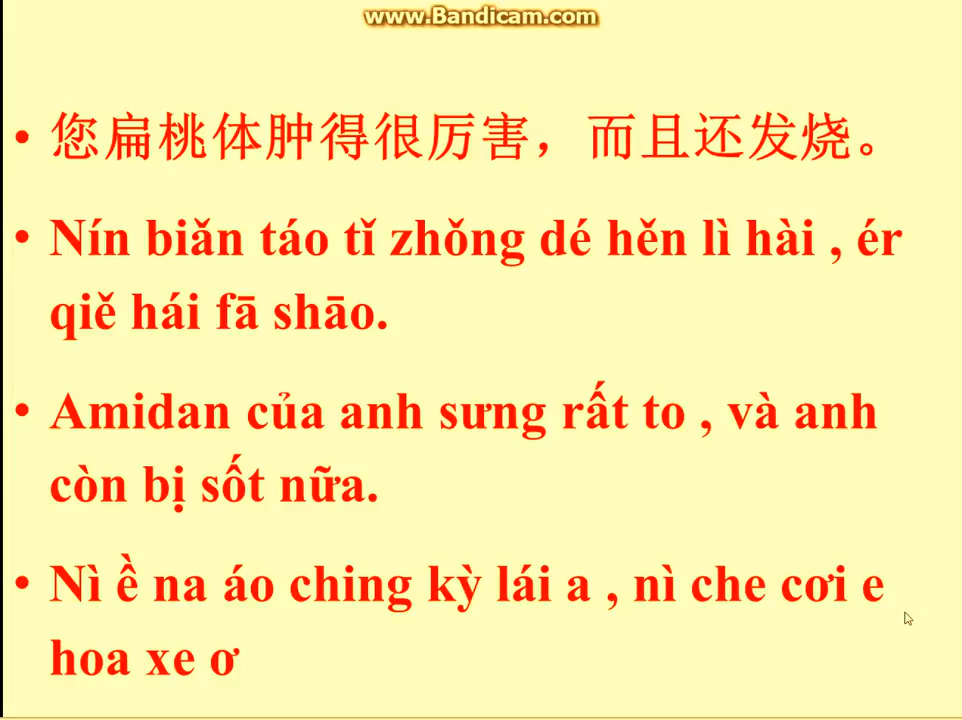 www.Bandicam.com
• 您扁桃体肿得很厉害，而且还发烧。
• Nín biǎn táo tǐ zhǒng dé hěn lì hài , ér
qiě hái fā shāo.
• Amidan của anh sưng rất to , và anh
còn bị sốt nữa.
• Nì ề na áo ching kỳ lái a , nì che cơi e
hoa xe ơ